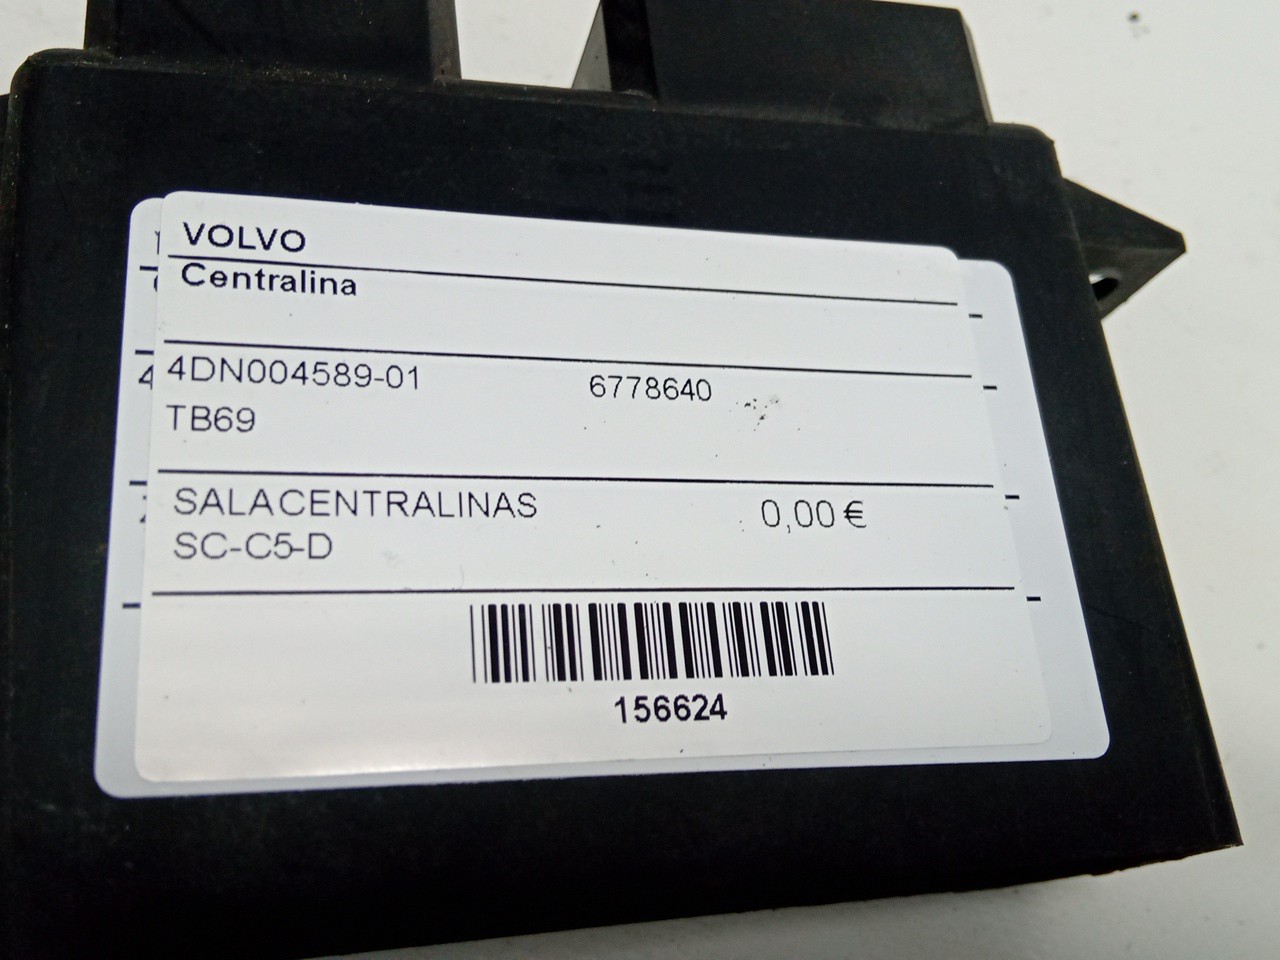 VOLVO
Centralina
4DN004589-01 6778640
TB69
SALACENTRALINAS 0,00 €
SC-C5-D
156624